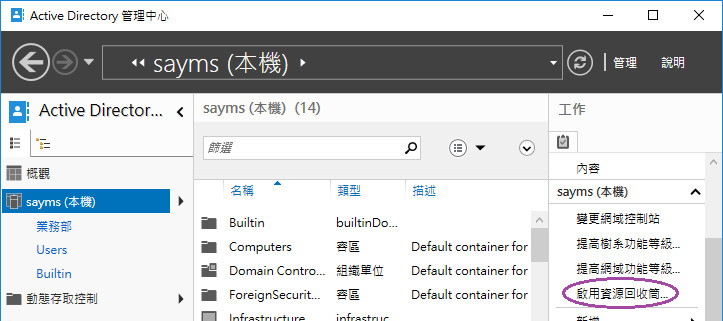 Active Directory 管理中心
sayms (本機)
管理
說明
Active Director...
概觀
sayms (本機)
業務部
Users
Builtin
動態存取控制
sayms (本機) (14)
篩選
名稱 類型 描述
Builtin builtinDo...
Computers 容區 Default container for
Domain Contro... 組織單位 Default container for
ForeignSecurit... 容區 Default container for
Infrastructure infrastruc...
工作
內容
sayms (本機)
變更網域控制站
提高樹系功能等級...
提高網域功能等級...
啟用資源回收筒...
新增